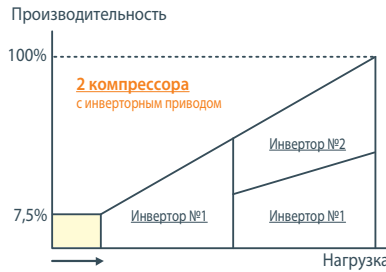 Производительность
100%
2 компрессора
с инверторным приводом
Инвертор №2
7,5%
Инвертор №1
Инвертор №1
Нагрузка